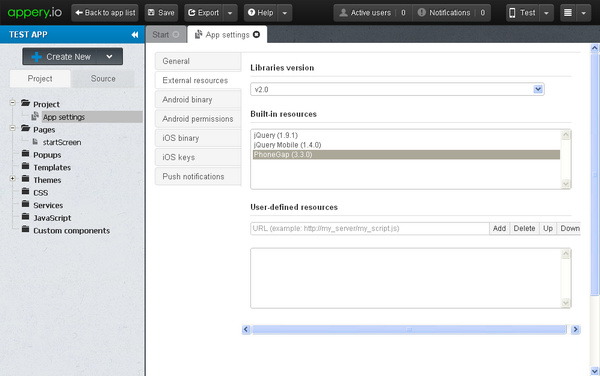 appery.io
Back to app list
Save
Export
Help
Active users 0
Notifications 0
Test
TEST APP
Start
App settings
Create New
Project
Source
Project
App settings
Pages
startScreen
Popups
Templates
Themes
CSS
Services
JavaScript
Custom components
General
External resources
Android binary
Android permissions
iOS binary
iOS keys
Push notifications
Libraries version
v2.0
Built-in resources
jQuery (1.9.1)
jQuery Mobile (1.4.0)
PhoneGap (3.3.0)
User-defined resources
URL (example: http://my_server/my_script.js)
Add
Delete
Up
Down